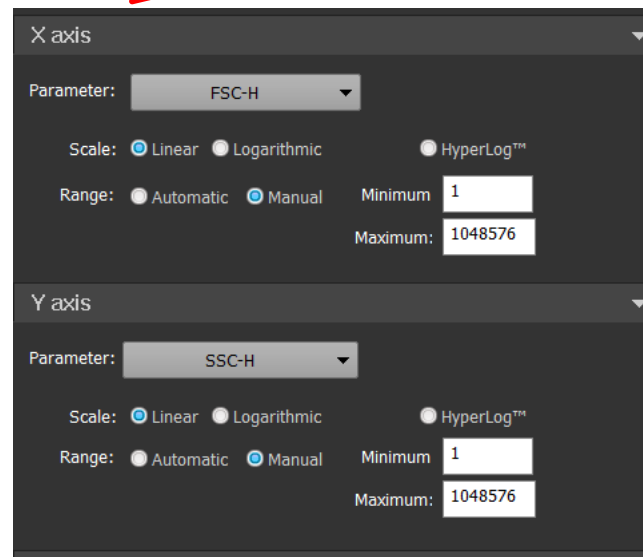 X axis
Parameter: FSC-H
Scale: Linear Logarithmic HyperLog™
Range: Automatic Manual Minimum 1
Maximum: 1048576
Y axis
Parameter: SSC-H
Scale: Linear Logarithmic HyperLog™
Range: Automatic Manual Minimum 1
Maximum: 1048576